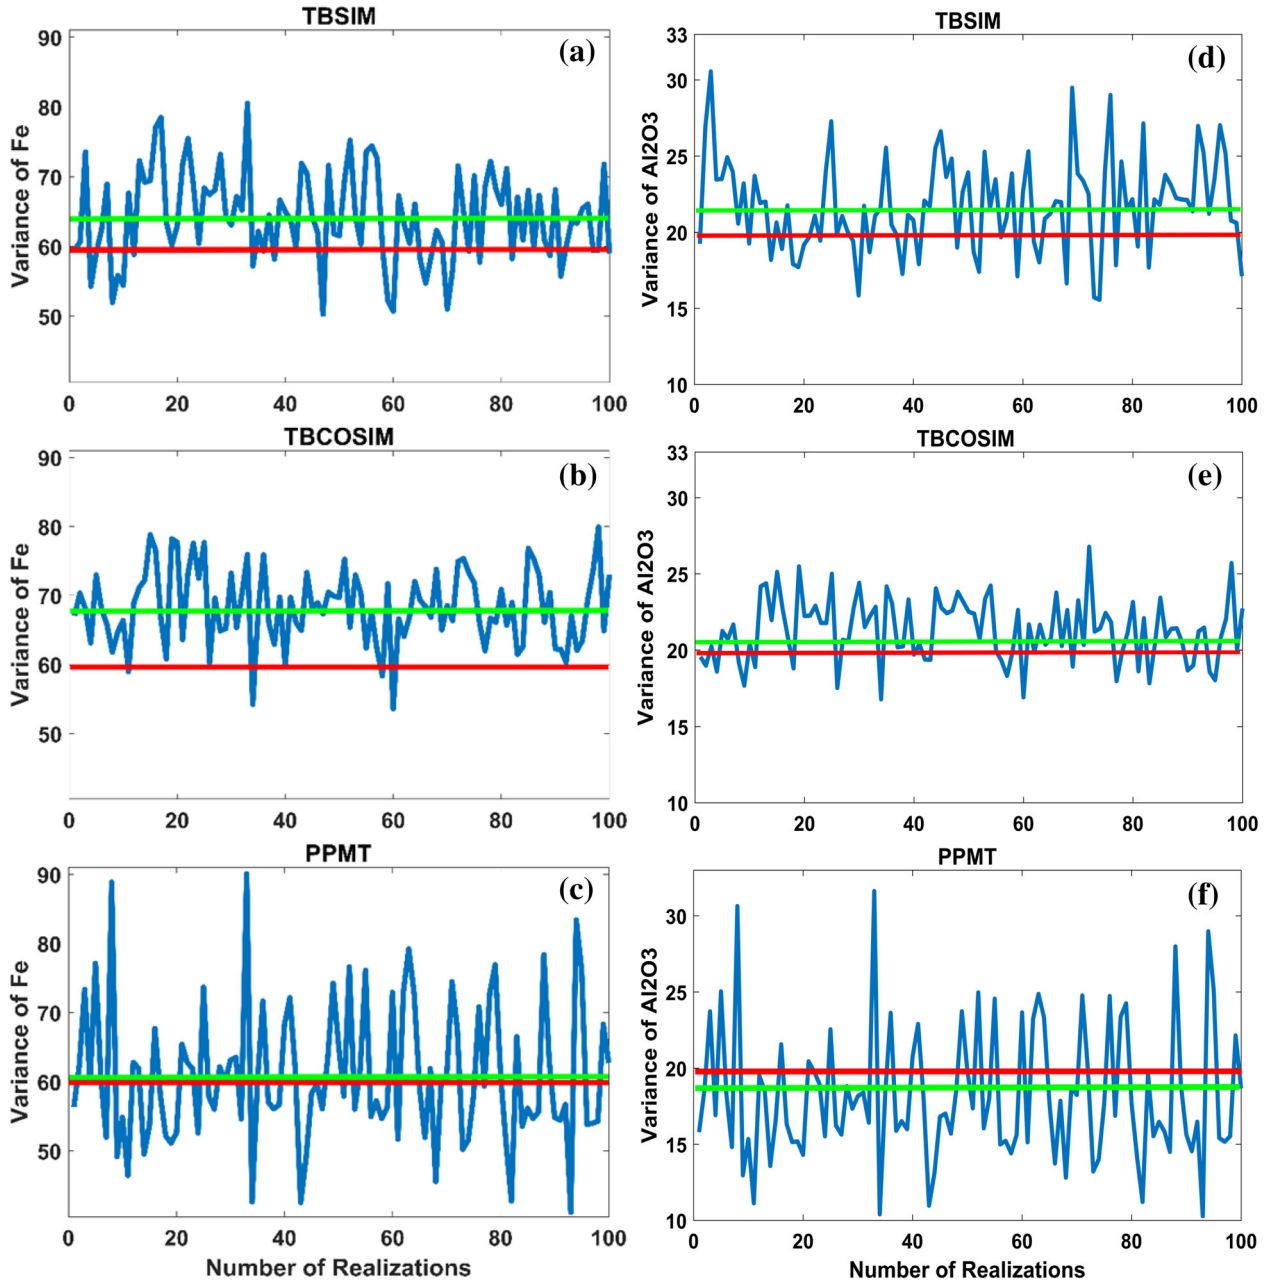 TBSIM
(a)
Variance of Fe
90
80
70
60
50
0 20 40 60 80 100
TBSIM
(d)
Variance of Al2O3
33
30
25
20
15
10
0 20 40 60 80 100
TBCOSIM
(b)
Variance of Fe
90
80
70
60
50
0 20 40 60 80 100
TBCOSIM
(e)
Variance of Al2O3
33
30
25
20
15
10
0 20 40 60 80 100
PPMT
(c)
Variance of Fe
90
80
70
60
50
0 20 40 60 80 100
Number of Realizations
PPMT
(f)
Variance of Al2O3
30
25
20
15
10
0 20 40 60 80 100
Number of Realizations